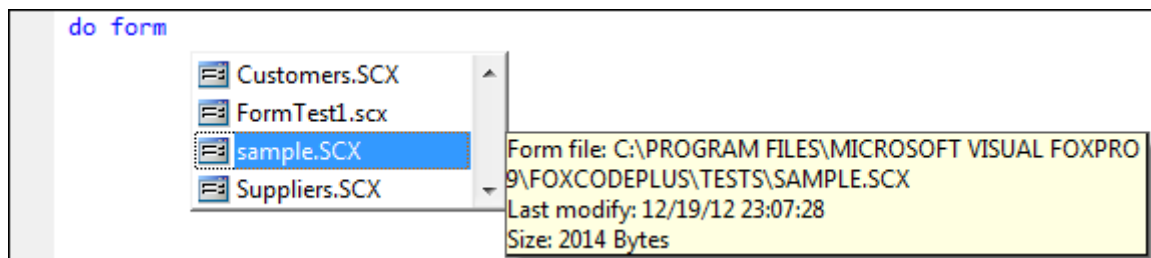 do form
Customers.SCX
FormTest1.scx
sample.SCX
Suppliers.SCX
Form file: C:\PROGRAM FILES\MICROSOFT VISUAL FOXPRO
9\FOXCODEPLUS\TESTS\SAMPLE.SCX
Last modify: 12/19/12 23:07:28
Size: 2014 Bytes